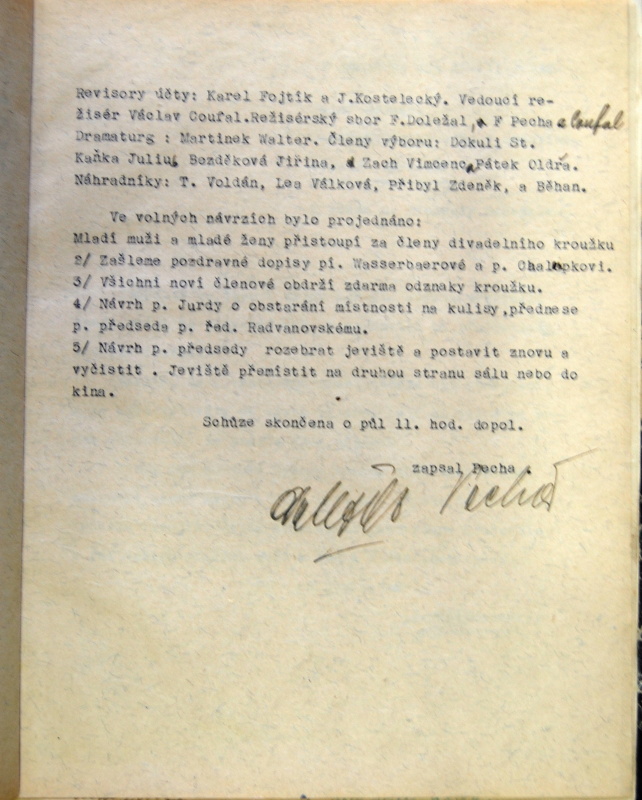 Revisory účty: Karel Fojtík a J.Kostelecký. Vedoucí re-
žisér Václav Coufal.Režisérský sbor F.Doležal, F Pecha a Coufal
Dramaturg : Martinek Walter. Členy výboru: Dokuli St.
Kaňka Julius Bezděková Jiřina, a Zach Vimcenc, Pátek Oldřa.
Náhradníky: T. Voldán, Lea Válková, Přibyl Zdeněk, a Běhan.
Ve volných návrzích bylo projednáno:
Mladí muži a mladé ženy přistoupí za členy divadelního kroužku
2/ Zašleme pozdravné dopisy pí. Wasserbaerové a p. Chalupkovi.
3/ Všichni noví členové obdrží zdarma odznaky kroužku.
4/ Návrh p. Jurdy o obstarání místnosti na kulisy,přednese
p. předseda p. řed. Radvanovskému.
5/ Návrh p. předsedy rozebrat jeviště a postavit znovu a
vyčistit . Jeviště přemístit na druhou stranu sálu nebo do
kina.
Schůze skončena o půl 11. hod. dopol.
zapsal Pecha .
Pecha